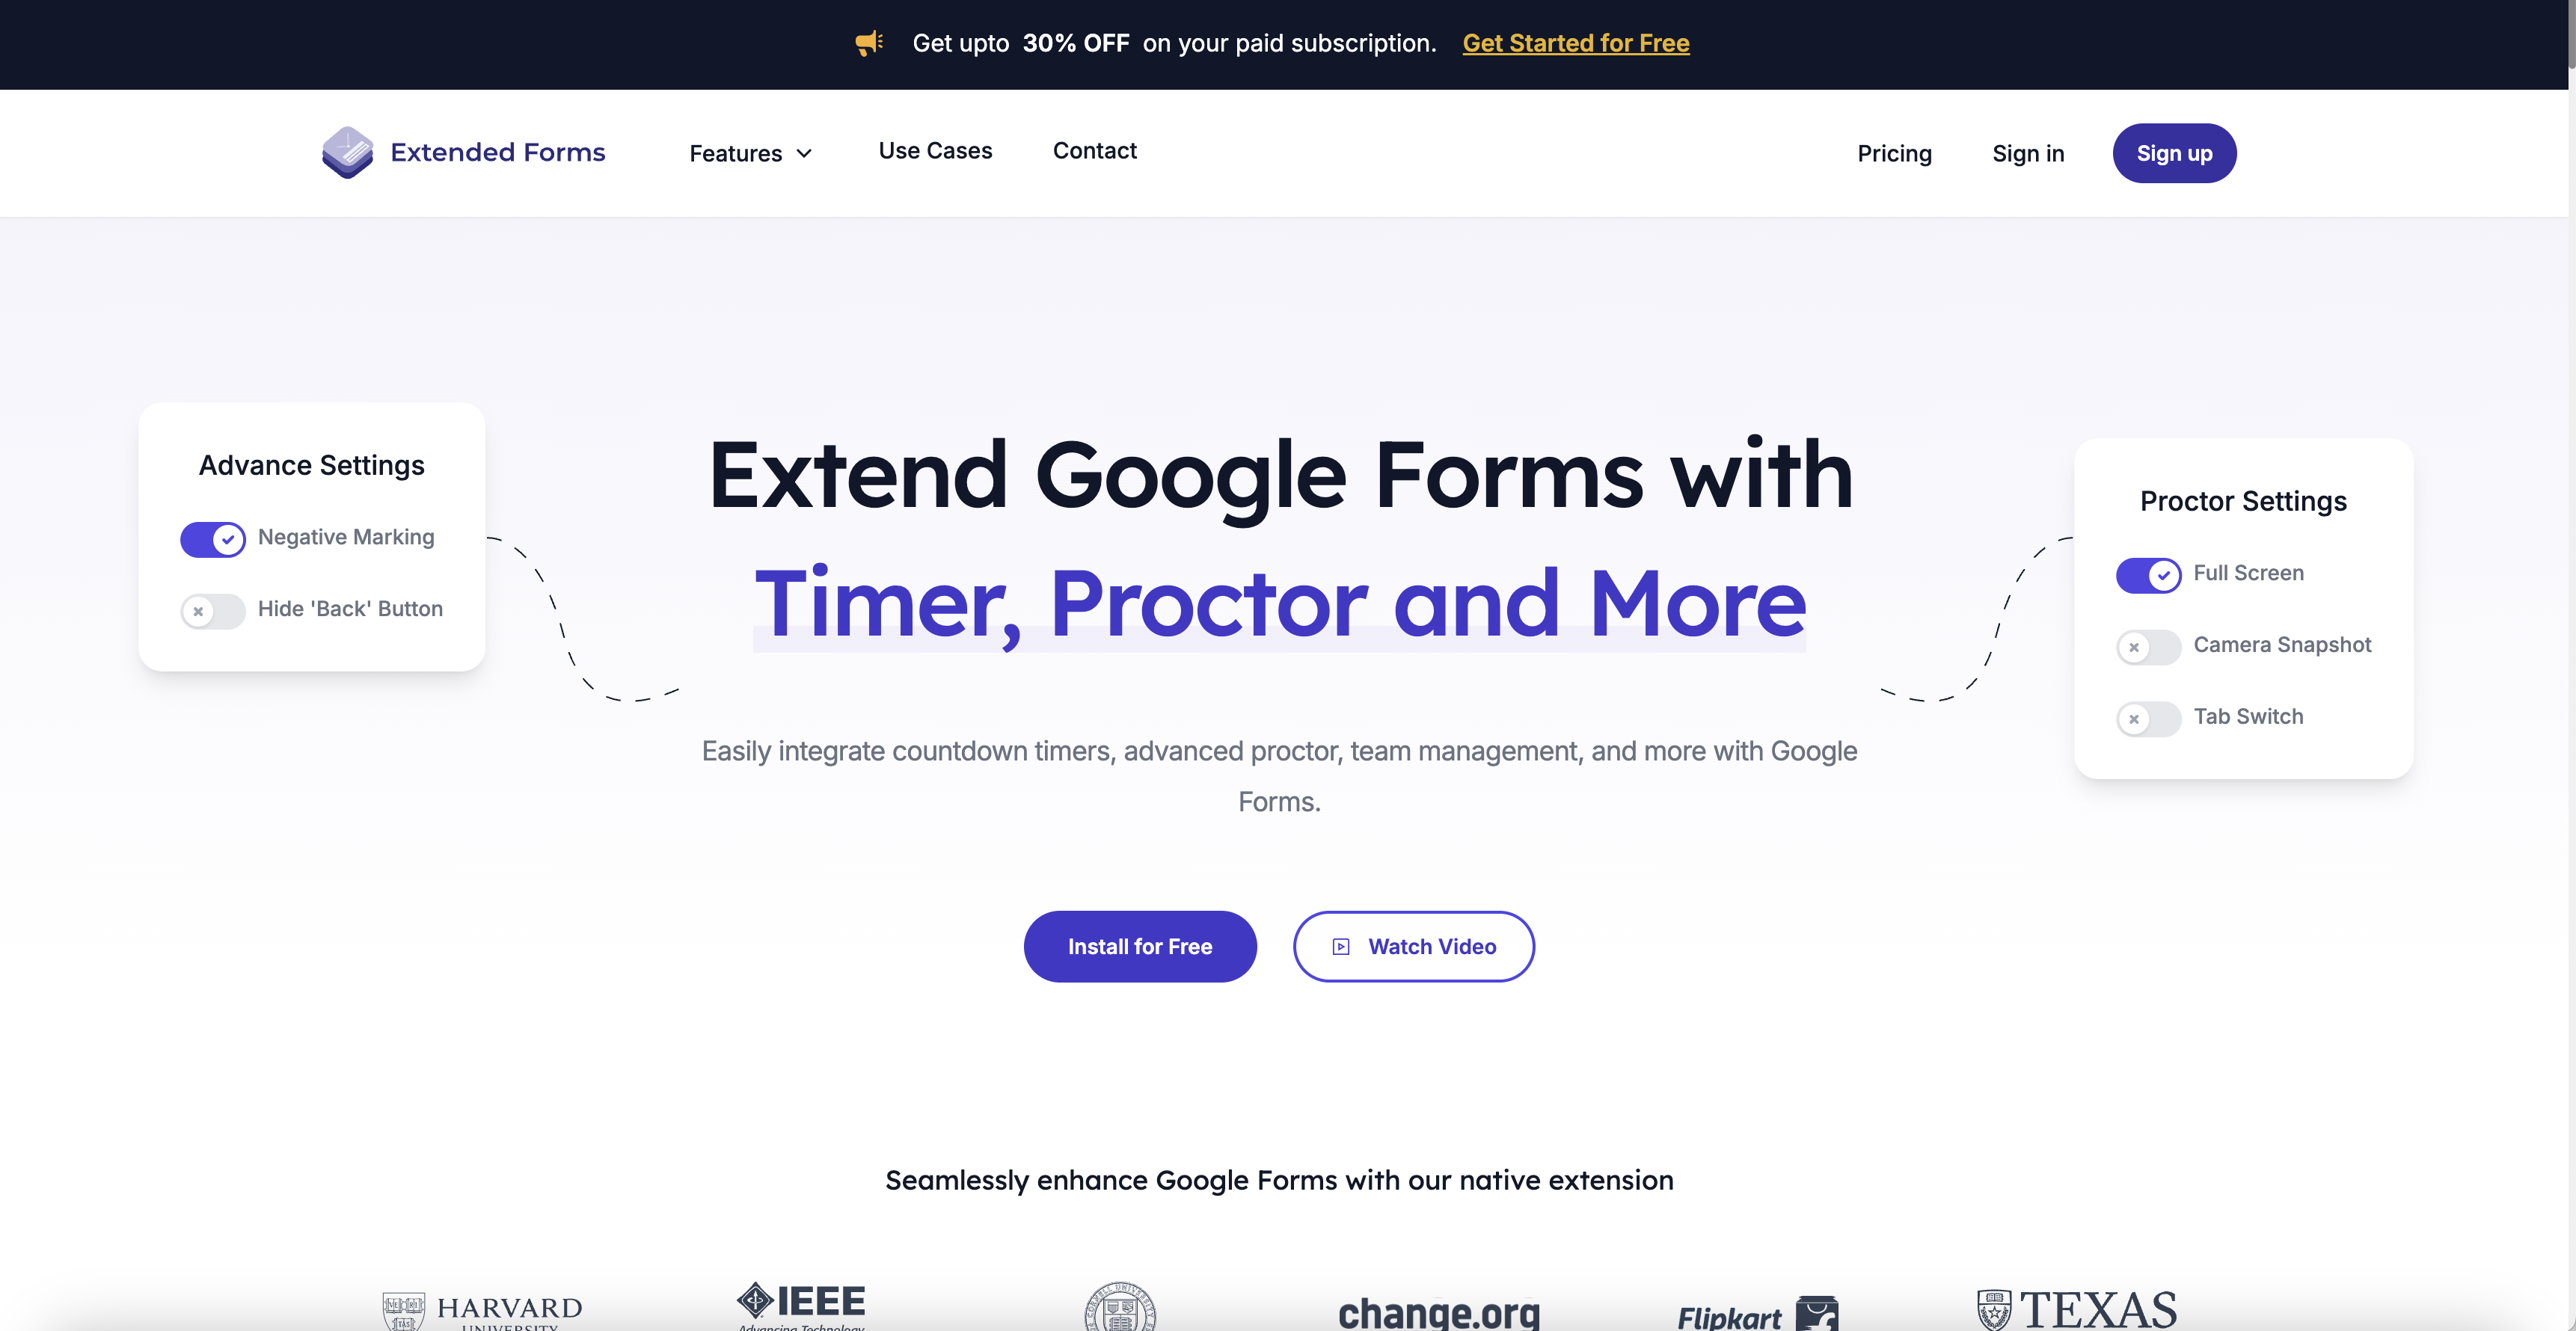 Get upto 30% OFF on your paid subscription. Get Started for Free
Extended Forms
Features
Use Cases
Contact
Pricing
Sign in
Sign up
Advance Settings
Negative Marking
Hide 'Back' Button
Extend Google Forms with
Timer, Proctor and More
Easily integrate countdown timers, advanced proctor, team management, and more with Google
Forms.
Install for Free
Watch Video
Proctor Settings
Full Screen
Camera Snapshot
Tab Switch
Seamlessly enhance Google Forms with our native extension
HARVARD
UNIVERSITY
IEEE
Advancing Technology
change.org
Flipkart
TEXAS